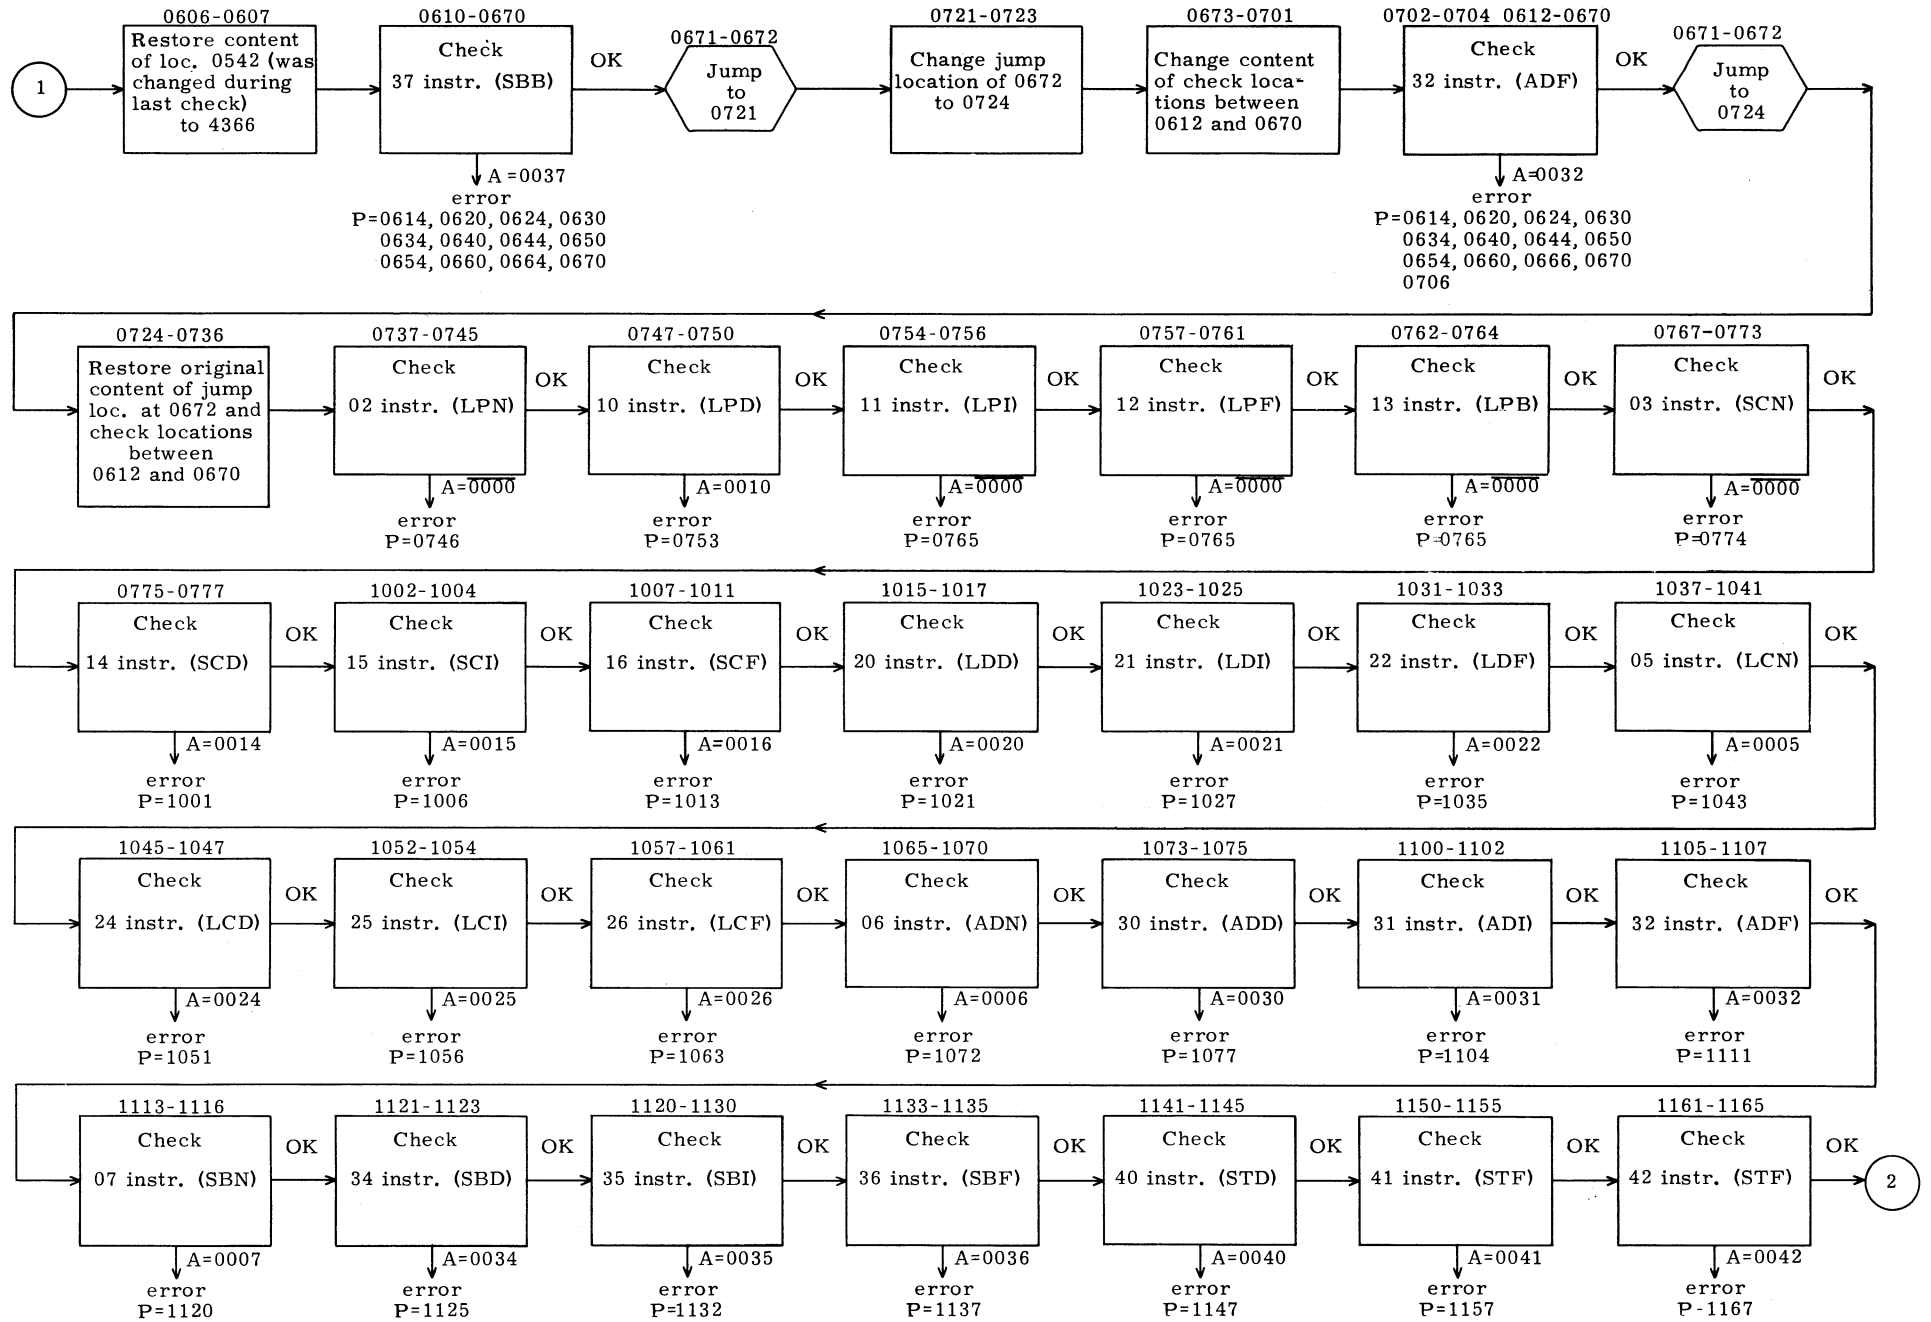 1
0606-0607
Restore content
of loc. 0542 (was
changed during
last check)
to 4366
0610-0670
Check
37 instr. (SBB)
OK
A=0037
error
P=0614, 0620, 0624, 0630
0634, 0640, 0644, 0650
0654, 0660, 0664, 0670
0671-0672
Jump
to
0721
0721-0723
Change jump
location of 0672
to 0724
0673-0701
Change content
of check loca-
tions between
0612 and 0670
0702-0704 0612-0670
Check
32 instr. (ADF)
OK
A=0032
error
P=0614, 0620, 0624, 0630
0634, 0640, 0644, 0650
0654, 0660, 0666, 0670
0706
0671-0672
Jump
to
0724
0724-0736
Restore original
content of jump
loc. at 0672 and
check locations
between
0612 and 0670
0737-0745
Check
02 instr. (LPN)
OK
A=0000
error
P=0746
0747-0750
Check
10 instr. (LPD)
OK
A=0010
error
P=0753
0754-0756
Check
11 instr. (LPI)
OK
A=0000
error
P=0765
0757-0761
Check
12 instr. (LPF)
OK
A=0000
error
P=0765
0762-0764
Check
13 instr. (LPB)
OK
A=0000
error
P=0765
0767-0773
Check
03 instr. (SCN)
OK
A=0000
error
P=0774
0775-0777
Check
14 instr. (SCD)
OK
A=0014
error
P=1001
1002-1004
Check
15 instr. (SCI)
OK
A=0015
error
P=1006
1007-1011
Check
16 instr. (SCF)
OK
A=0016
error
P=1013
1015-1017
Check
20 instr. (LDD)
OK
A=0020
error
P=1021
1023-1025
Check
21 instr. (LDI)
OK
A=0021
error
P=1027
1031-1033
Check
22 instr. (LDF)
OK
A=0022
error
P=1035
1037-1041
Check
05 instr. (LCN)
OK
A=0005
error
P=1043
1045-1047
Check
24 instr. (LCD)
OK
A=0024
error
P=1051
1052-1054
Check
25 instr. (LCI)
OK
A=0025
error
P=1056
1057-1061
Check
26 instr. (LCF)
OK
A=0026
error
P=1063
1065-1070
Check
06 instr. (ADN)
OK
A=0006
error
P=1072
1073-1075
Check
30 instr. (ADD)
OK
A=0030
error
P=1077
1100-1102
Check
31 instr. (ADI)
OK
A=0031
error
P=1104
1105-1107
Check
32 instr. (ADF)
OK
A=0032
error
P=1111
1113-1116
Check
07 instr. (SBN)
OK
A=0007
error
P=1120
1121-1123
Check
34 instr. (SBD)
OK
A=0034
error
P=1125
1120-1130
Check
35 instr. (SBI)
OK
A=0035
error
P=1132
1133-1135
Check
36 instr. (SBF)
OK
A=0036
error
P=1137
1141-1145
Check
40 instr. (STD)
OK
A=0040
error
P=1147
1150-1155
Check
41 instr. (STF)
OK
A=0041
error
P=1157
1161-1165
Check
42 instr. (STF)
OK
A=0042
error
P-1167
2